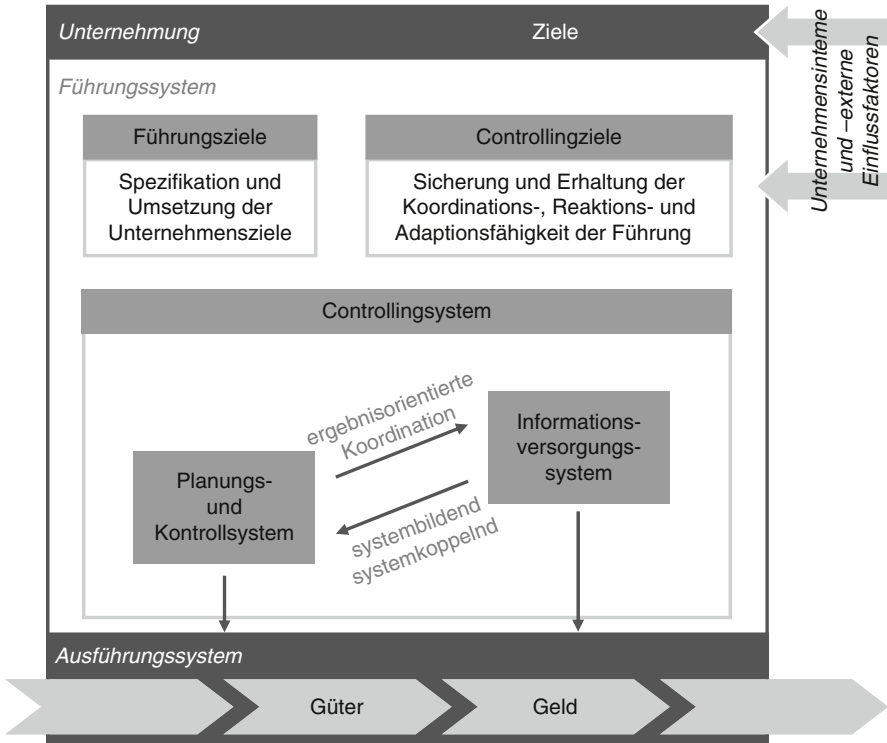 Unternehmung
Ziele
Unternehmensinterne
und –externe
Einflussfaktoren
Führungssystem
Führungsziele
Spezifikation und
Umsetzung der
Unternehmensziele
Controllingziele
Sicherung und Erhaltung der
Koordinations-, Reaktions- und
Adaptionsfähigkeit der Führung
Controllingsystem
ergebnisorientierte
Koordination
Informations-
versorgungs-
system
Planungs-
und
Kontrollsystem
systembildend
systemkoppelnd
Ausführungssystem
Güter
Geld